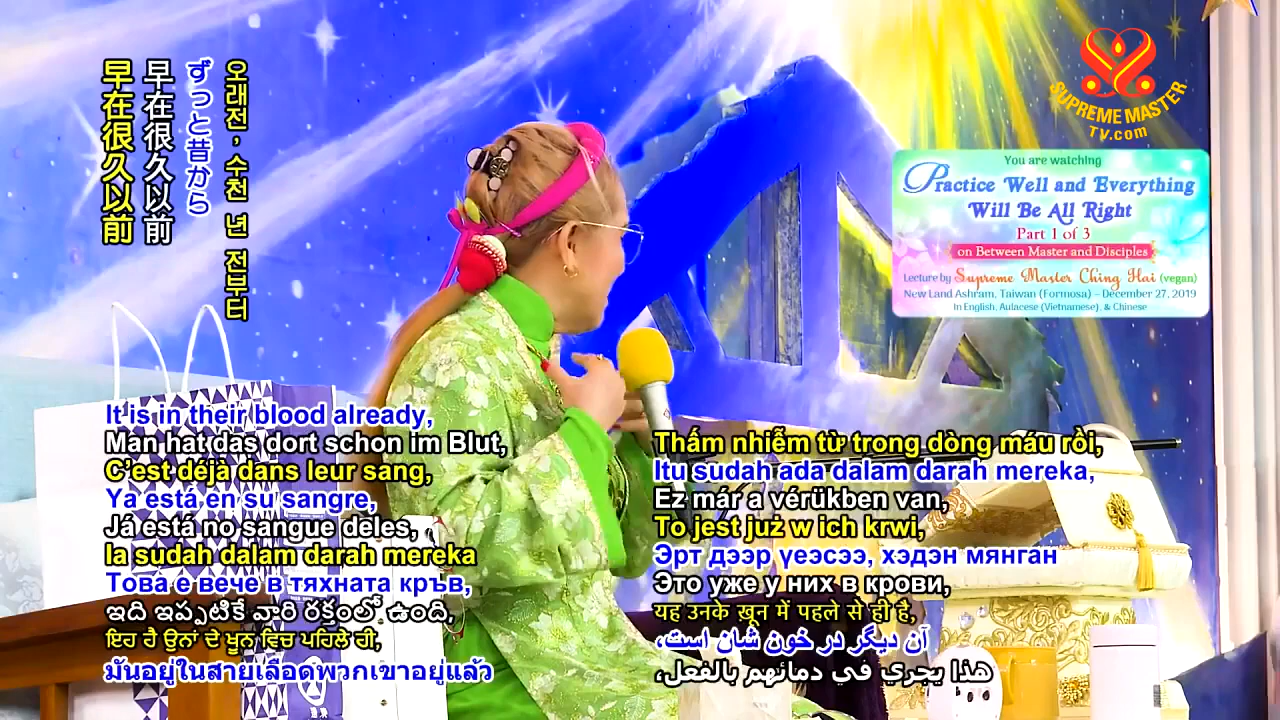 早在很久以前
早在很久以前
ずっと昔から
오래전, 수천 년 전부터
SUPREME MASTER
TV.com
You are watching
Practice Well and Everything
Will Be All Right
Part 1 of 3
on Between Master and Disciples
Lecture by Supreme Master Ching Hai (vegan)
New Land Ashram, Taiwan (Formosa) – December 27, 2019
In English, Aulacese (Vietnamese), & Chinese
It is in their blood already,
Man hat das dort schon im Blut,
C'est déjà dans leur sang,
Ya está en su sangre,
Já está no sangue deles,
Ia sudah dalam darah mereka
Това е вече в тяхната кръв,
ఇది ఇప్పటికే వారి రక్తంలో ఉంది,
ਇਹ ਹੈ ਉਨਾਂ ਦੇ ਖੂਨ ਵਿਚ ਪਹਿਲੇ ਹੀ,
มันอยู่ในสายเลือดพวกเขาอยู่แล้ว
Thấm nhiễm từ trong dòng máu rồi,
Itu sudah ada dalam darah mereka,
Ez már a vérükben van,
To jest już w ich krwi,
Эрт дээр үеэсээ, хэдэн мянган
Это уже у них в крови,
यह उनके ख़ून में पहले से ही है,
آن دیگر در خون شان است،
هذا يجري في دمائهم بالفعل،